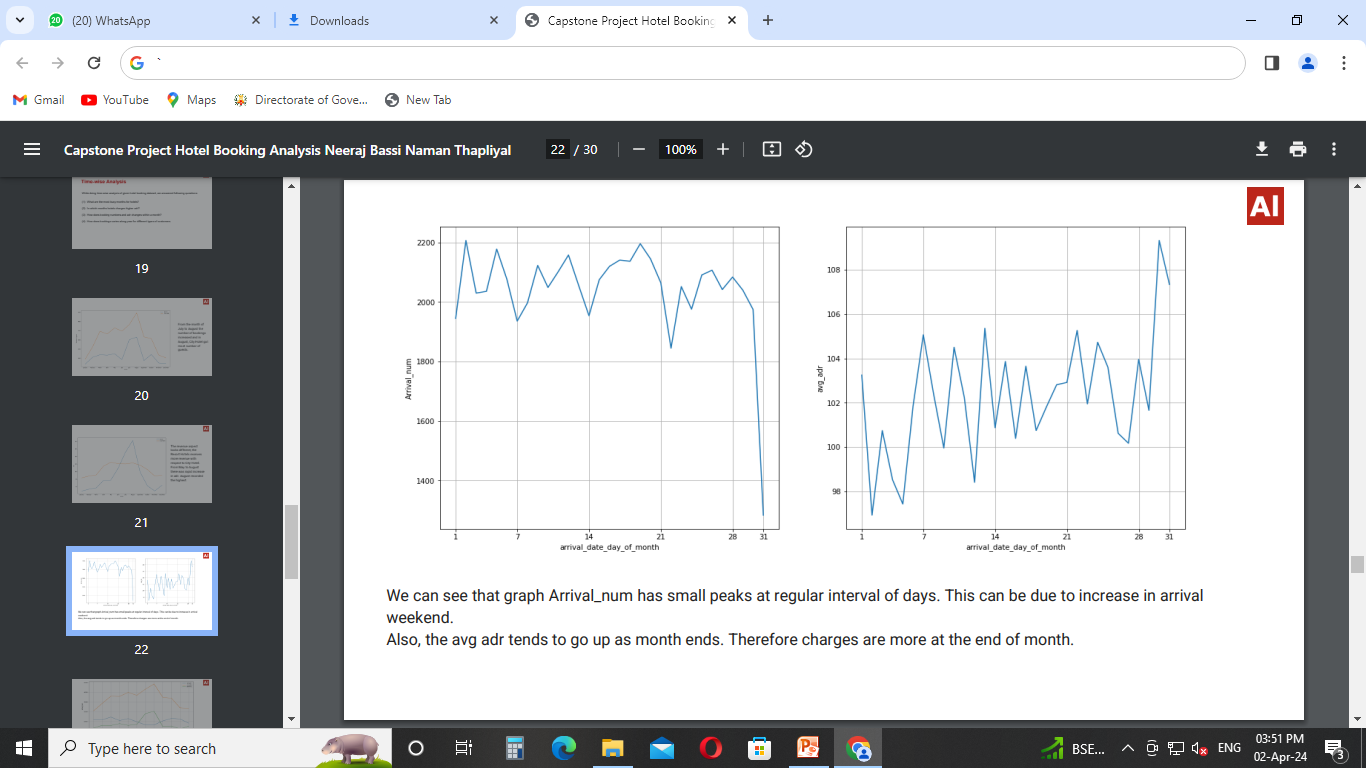 (20) WhatsApp
Downloads
Capstone Project Hotel Booking
`
Gmail
YouTube
Maps
Directorate of Gove...
New Tab
Capstone Project Hotel Booking Analysis Neeraj Bassi Naman Thapliyal
22 / 30
100%
Time-wise Analysis
19
20
21
22
AI
2200
2000
1800
1600
1400
Arrival_num
1 7 14 21 28 31
arrival_date_day_of_month
108
106
104
102
100
98
avg_adr
1 7 14 21 28 31
arrival_date_day_of_month
We can see that graph Arrival_num has small peaks at regular interval of days. This can be due to increase in arrival
weekend.
Also, the avg adr tends to go up as month ends. Therefore charges are more at the end of month.
Type here to search
BSE...
ENG
03:51 PM
02-Apr-24
3